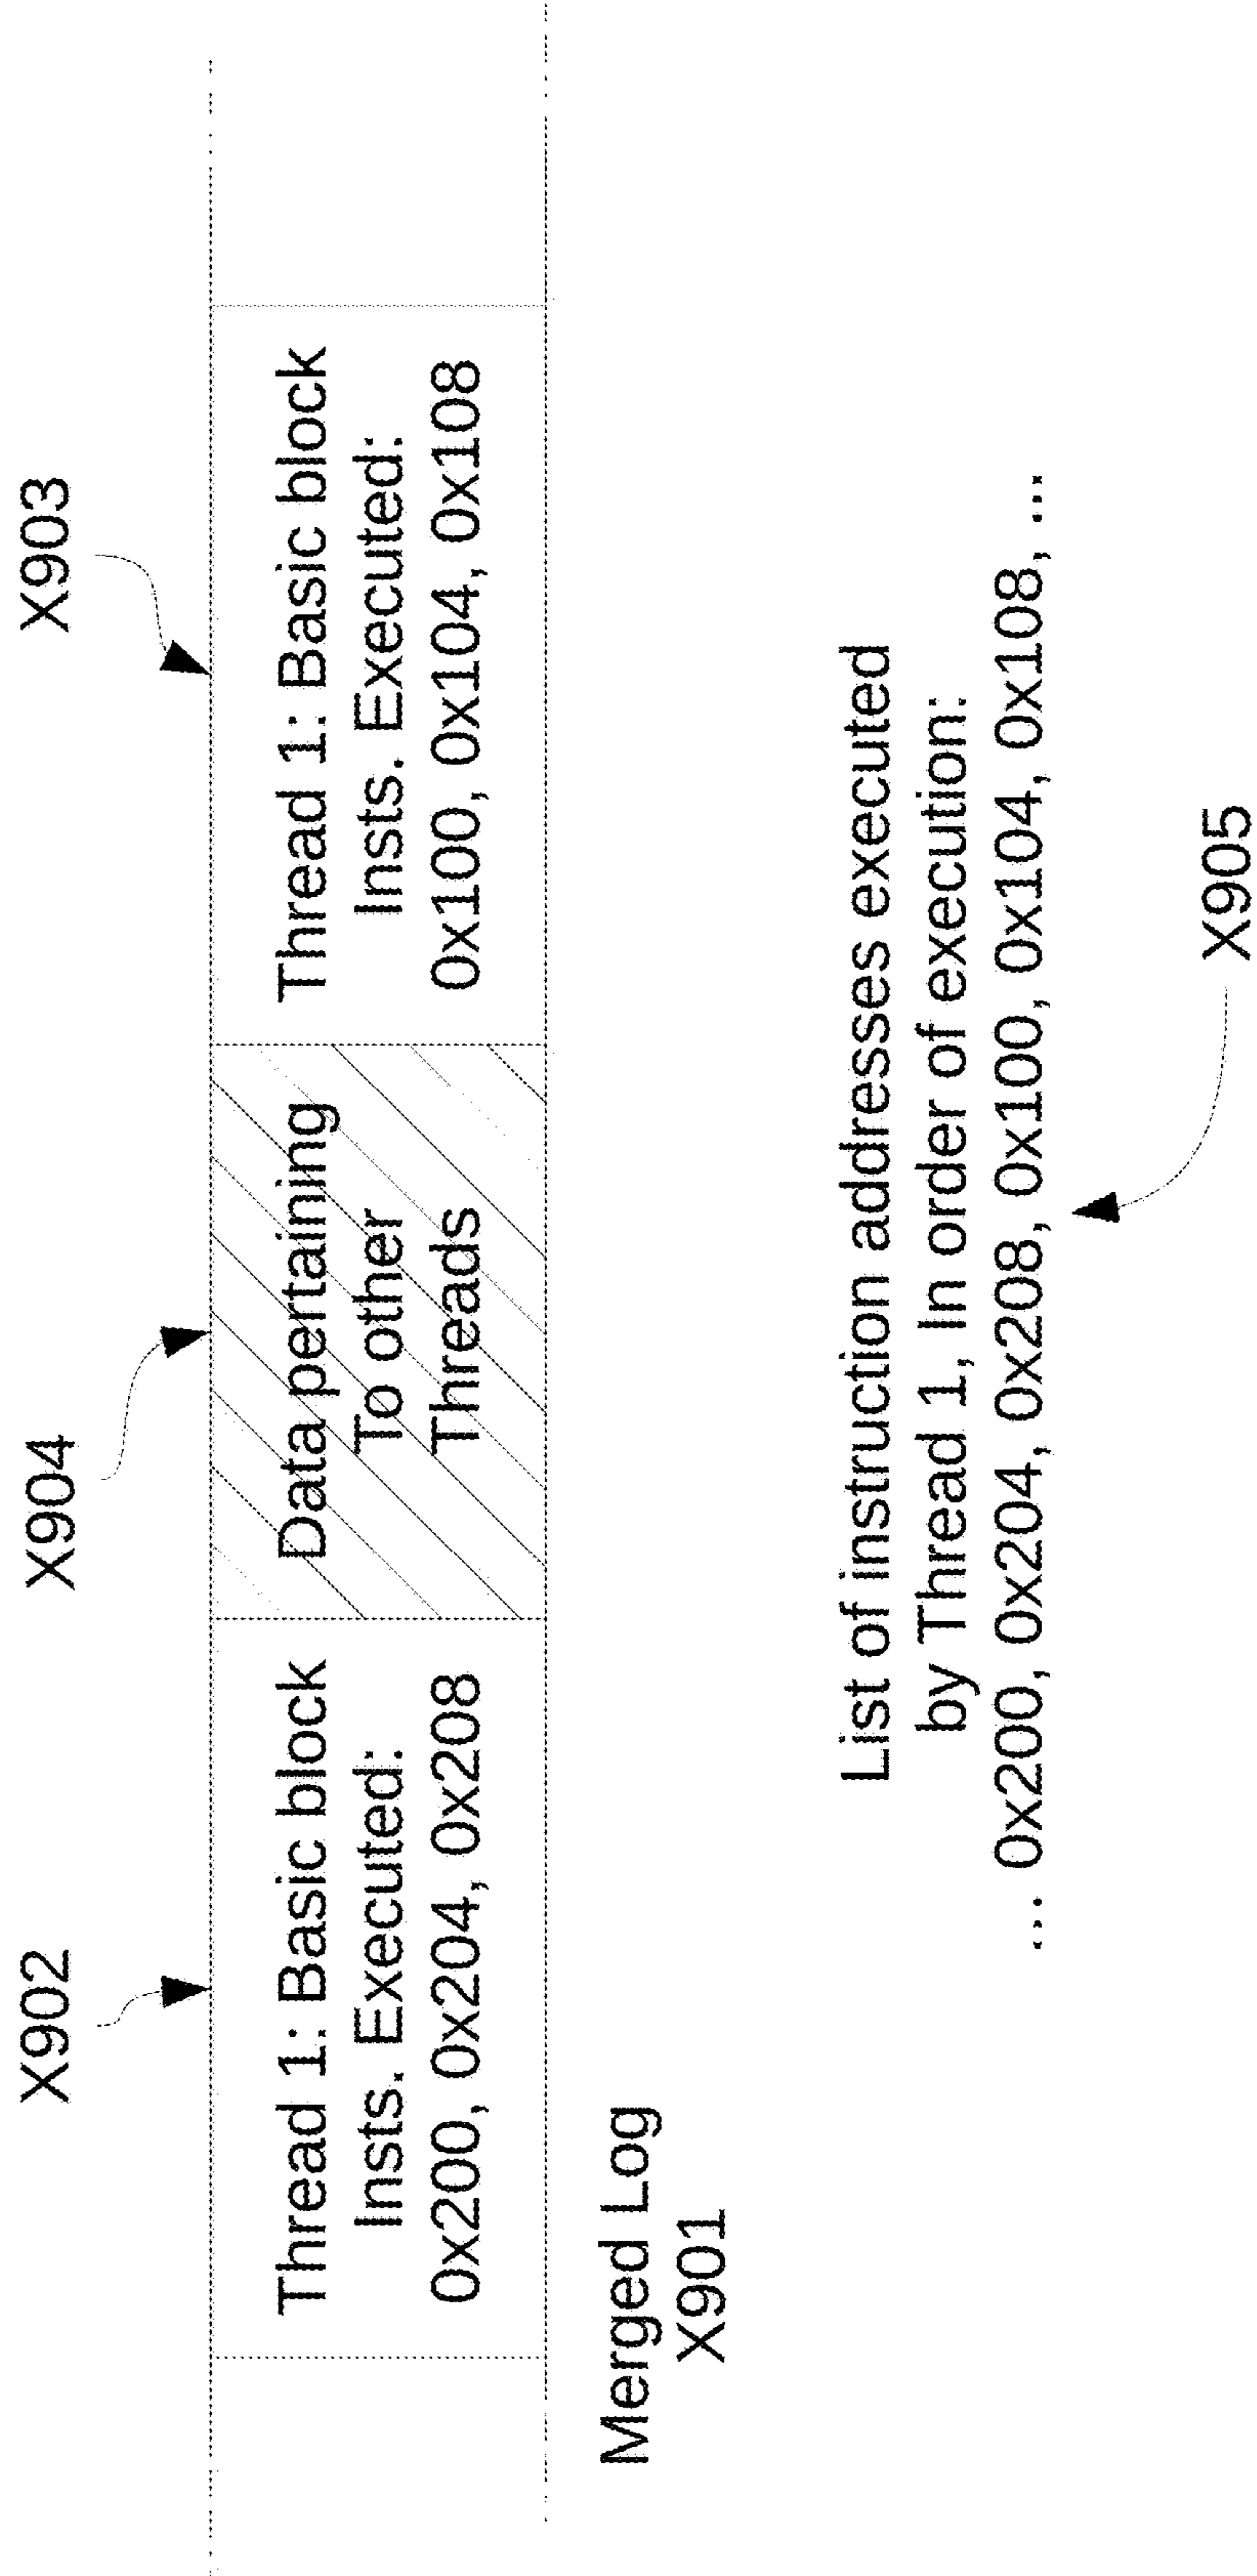 X902
X904
X903
Thread 1: Basic block
Insts. Executed:
0x200, 0x204, 0x208
Data pertaining
To other
Threads
Thread 1: Basic block
Insts. Executed:
0x100, 0x104, 0x108
Merged Log
X901
List of instruction addresses executed
by Thread 1, In order of execution:
... 0x200, 0x204, 0x208, 0x100, 0x104, 0x108, ...
X905